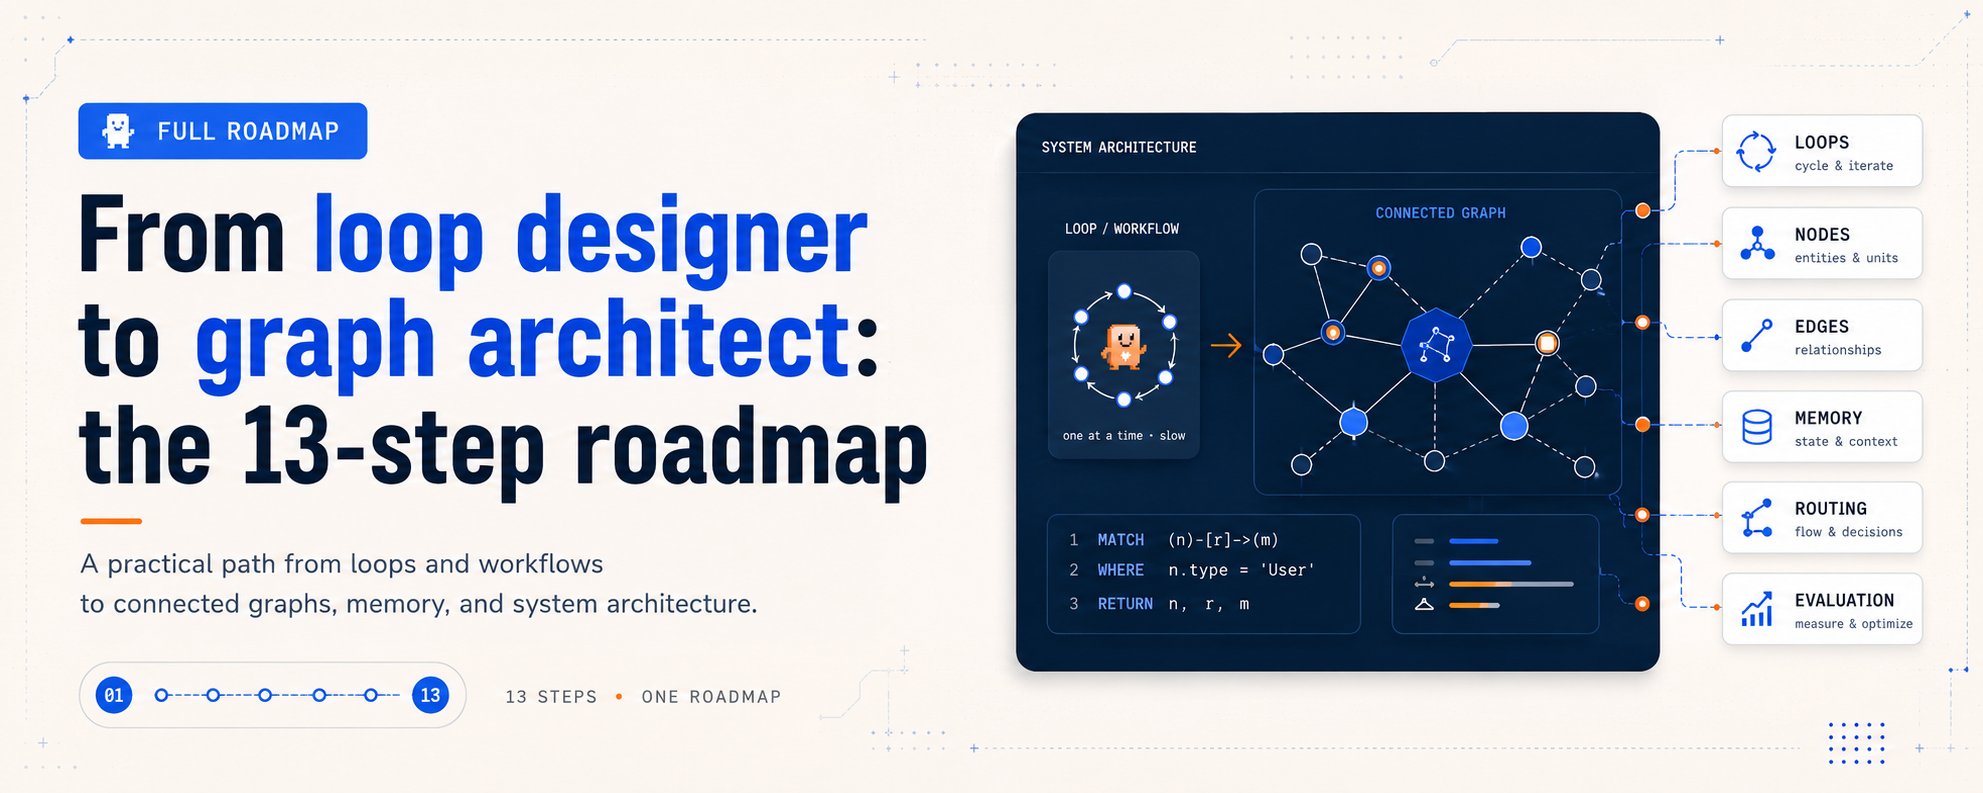 FULL ROADMAP
From loop designer
to graph architect:
the 13-step roadmap
A practical path from loops and workflows
to connected graphs, memory, and system architecture.
01
13
13 STEPS • ONE ROADMAP
SYSTEM ARCHITECTURE
LOOP / WORKFLOW
one at a time · slow
CONNECTED GRAPH
1 MATCH (n)-[r]->(m)
2 WHERE n.type = 'User'
3 RETURN n, r, m
LOOPS
cycle & iterate
NODES
entities & units
EDGES
relationships
MEMORY
state & context
ROUTING
flow & decisions
EVALUATION
measure & optimize